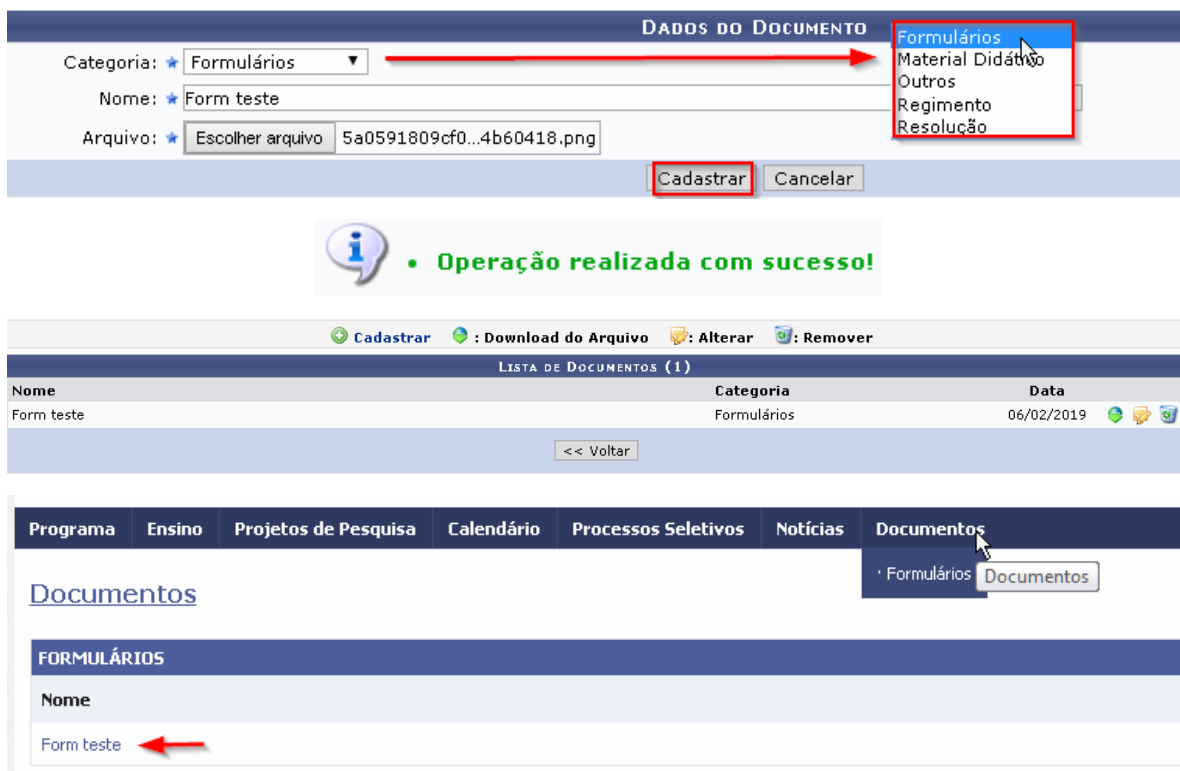 DADOS DO DOCUMENTO
Formulários
Material Didático
Outros
Regimento
Resolução
Categoria: Formulários
Nome: Form teste
Arquivo: Escolher arquivo 5a0591809cf0...4b60418.png
Cadastrar Cancelar
• Operação realizada com sucesso!
Cadastrar : Download do Arquivo : Alterar : Remover
LISTA DE DOCUMENTOS (1)
Nome Categoria Data
Form teste Formulários 06/02/2019
<< Voltar
Programa Ensino Projetos de Pesquisa Calendário Processos Seletivos Notícias Documentos
· Formulários Documentos
Documentos
FORMULÁRIOS
Nome
Form teste